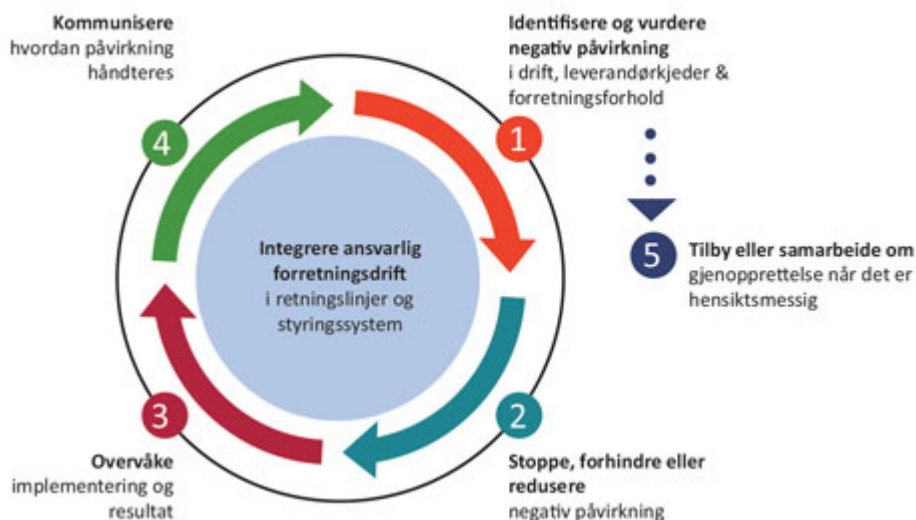 Kommunisere
hvordan påvirkning
håndteres
4
Identifisere og vurdere
negativ påvirkning
i drift, leverandørkjeder &
forretningsforhold
1
5
Tilby eller samarbeide om
gjenopprettelse når det er
hensiktsmessig
Integrere ansvarlig
forretningsdrift
i retningslinjer og
styringssystem
3
Overvåke
implementering og
resultat
2
Stoppe, forhindre eller
redusere
negativ påvirkning